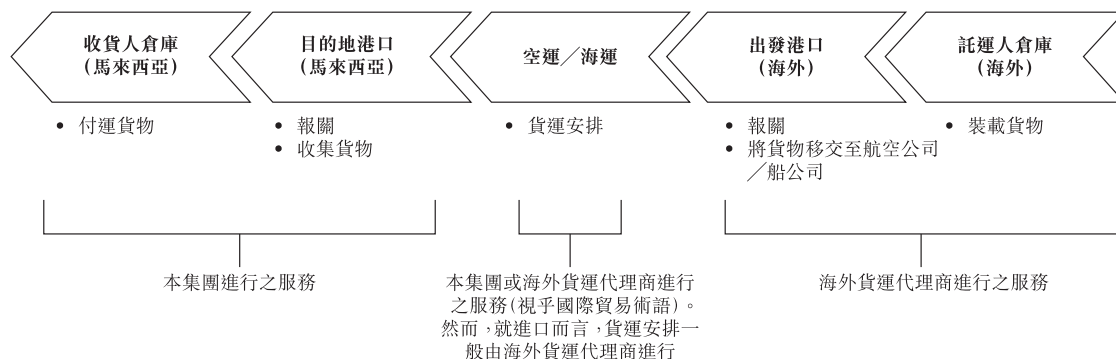 收貨人倉庫
(馬來西亞)
目的地港口
(馬來西亞)
空運╱海運
出發港口
(海外)
託運人倉庫
(海外)
• 付運貨物
• 報關
• 收集貨物
• 貨運安排
• 報關
• 將貨物移交至航空公司
╱船公司
• 裝載貨物
本集團進行之服務
本集團或海外貨運代理商進行
之服務(視乎國際貿易術語)。
然而，就進口而言，貨運安排一
般由海外貨運代理商進行
海外貨運代理商進行之服務